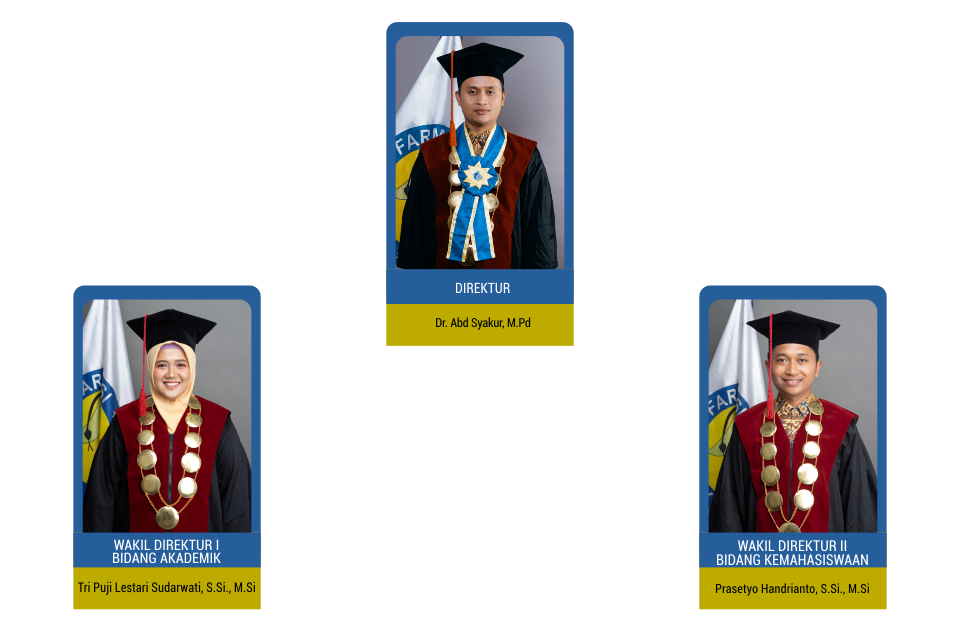 FARM
DIREKTUR
Dr. Abd Syakur, M.Pd
WAKIL DIREKTUR I
BIDANG AKADEMIK
Tri Puji Lestari Sudarwati, S.Si., M.Si
WAKIL DIREKTUR II
BIDANG KEMAHASISWAAN
Prasetyo Handrianto, S.Si., M.Si